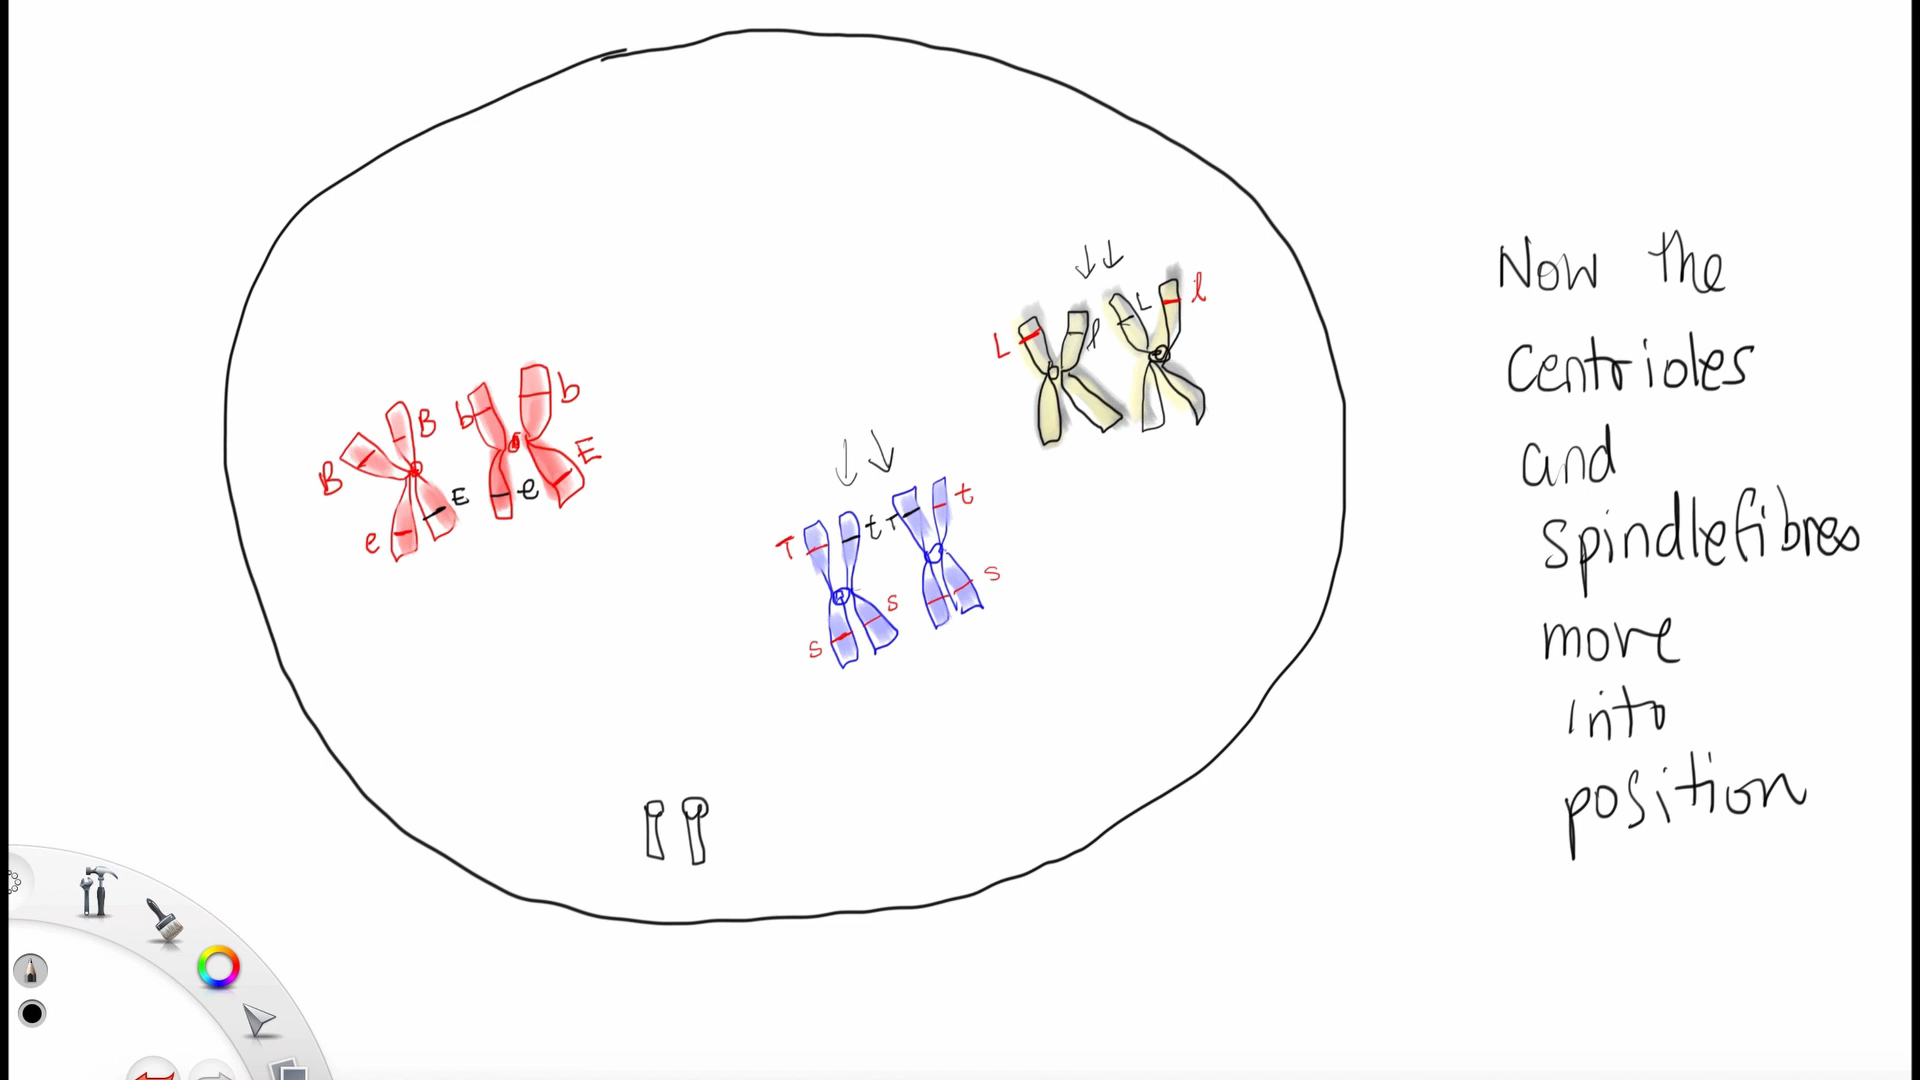 Now the
Centrioles
and
spindlefibres
move
into
position
L
l
L
l
B
B
b
b
e
E
e
E
T
t
T
t
s
s
s